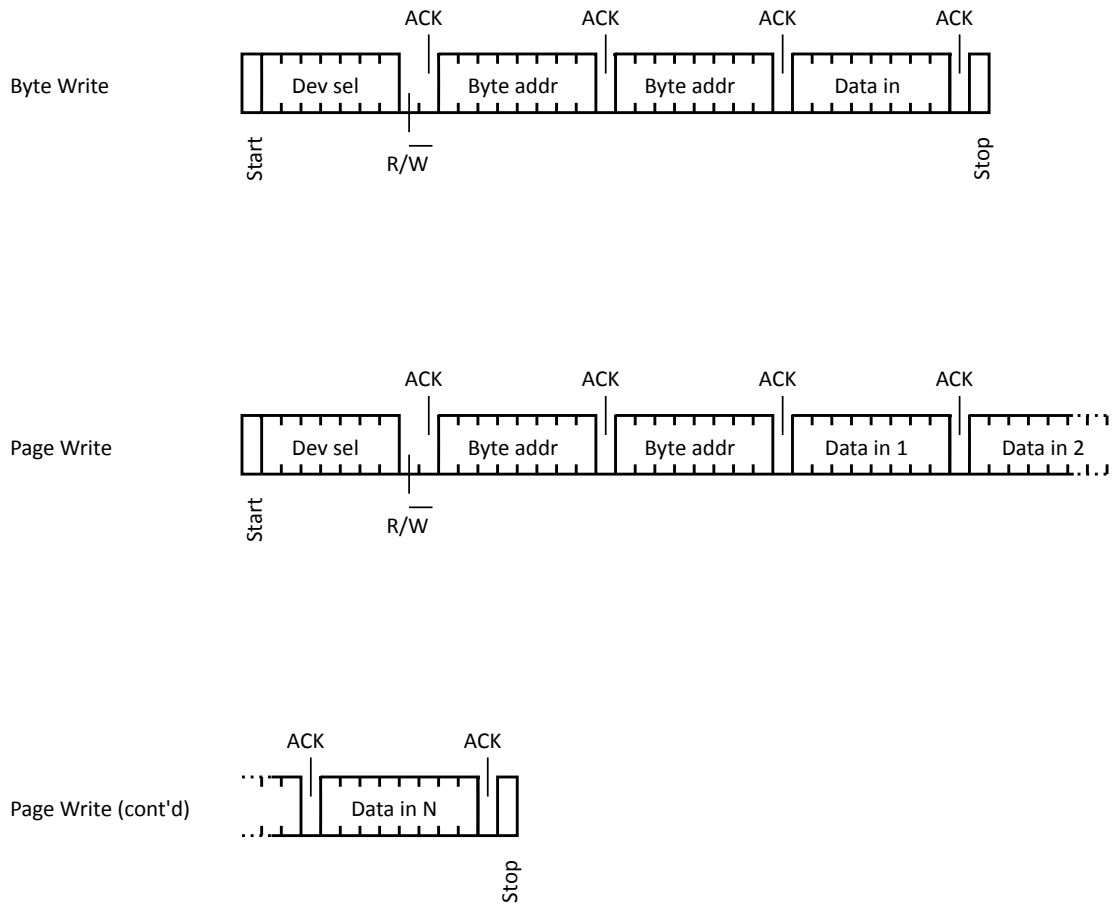 ACK ACK ACK ACK
Byte Write Dev sel Byte addr Byte addr Data in
Start R/W Stop
ACK ACK ACK ACK
Page Write Dev sel Byte addr Byte addr Data in 1 Data in 2
Start R/W
ACK ACK
Page Write (cont'd) Data in N
Stop